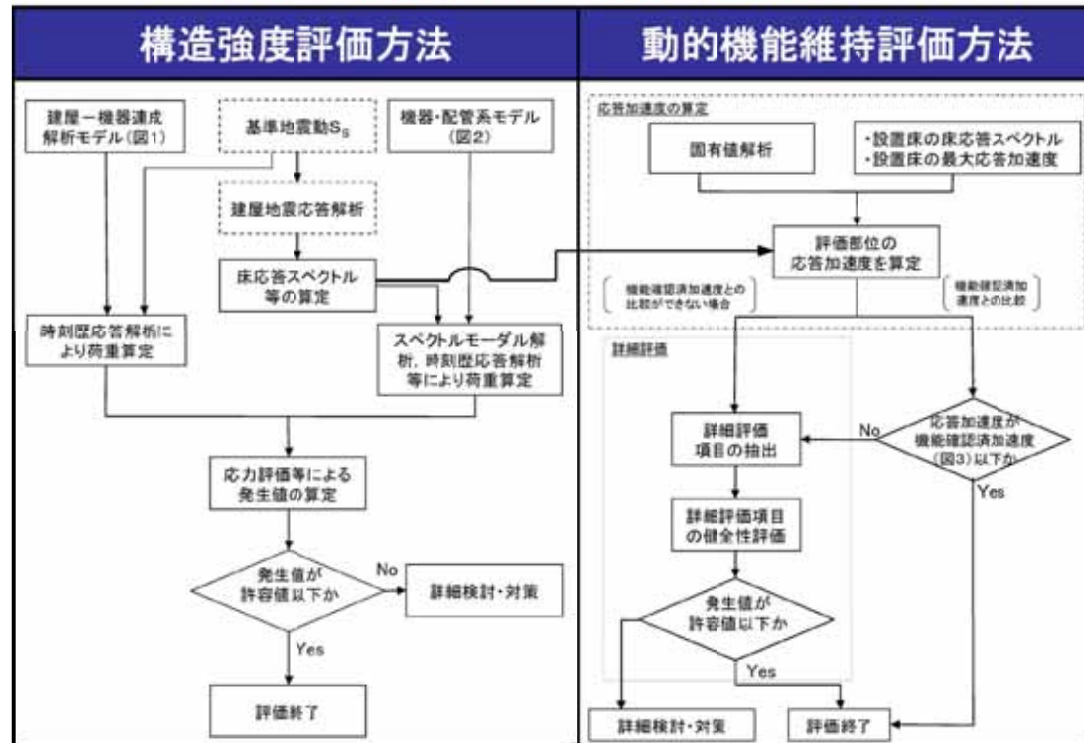 構造強度評価方法
建屋－機器連成
解析モデル(図1)
基準地震動Ss
機器・配管系モデル
(図2)
建屋地震応答解析
床応答スペクトル
等の算定
時刻歴応答解析に
より荷重算定
スペクトルモーダル解
析, 時刻歴応答解析
等により荷重算定
応力評価等による
発生値の算定
発生値が
許容値以下か
No
詳細検討・対策
Yes
評価終了
動的機能維持評価方法
応答加速度の算定
固有値解析
・設置床の床応答スペクトル
・設置床の最大応答加速度
評価部位の
応答加速度を算定
機能確認済加速度との
比較ができない場合
機能確認済加
速度との比較
詳細評価
詳細評価
項目の抽出
No
応答加速度が
機能確認済加速度
(図3)以下か
Yes
詳細評価項目
の健全性評価
発生値が
許容値以下か
Yes
詳細検討・対策
評価終了